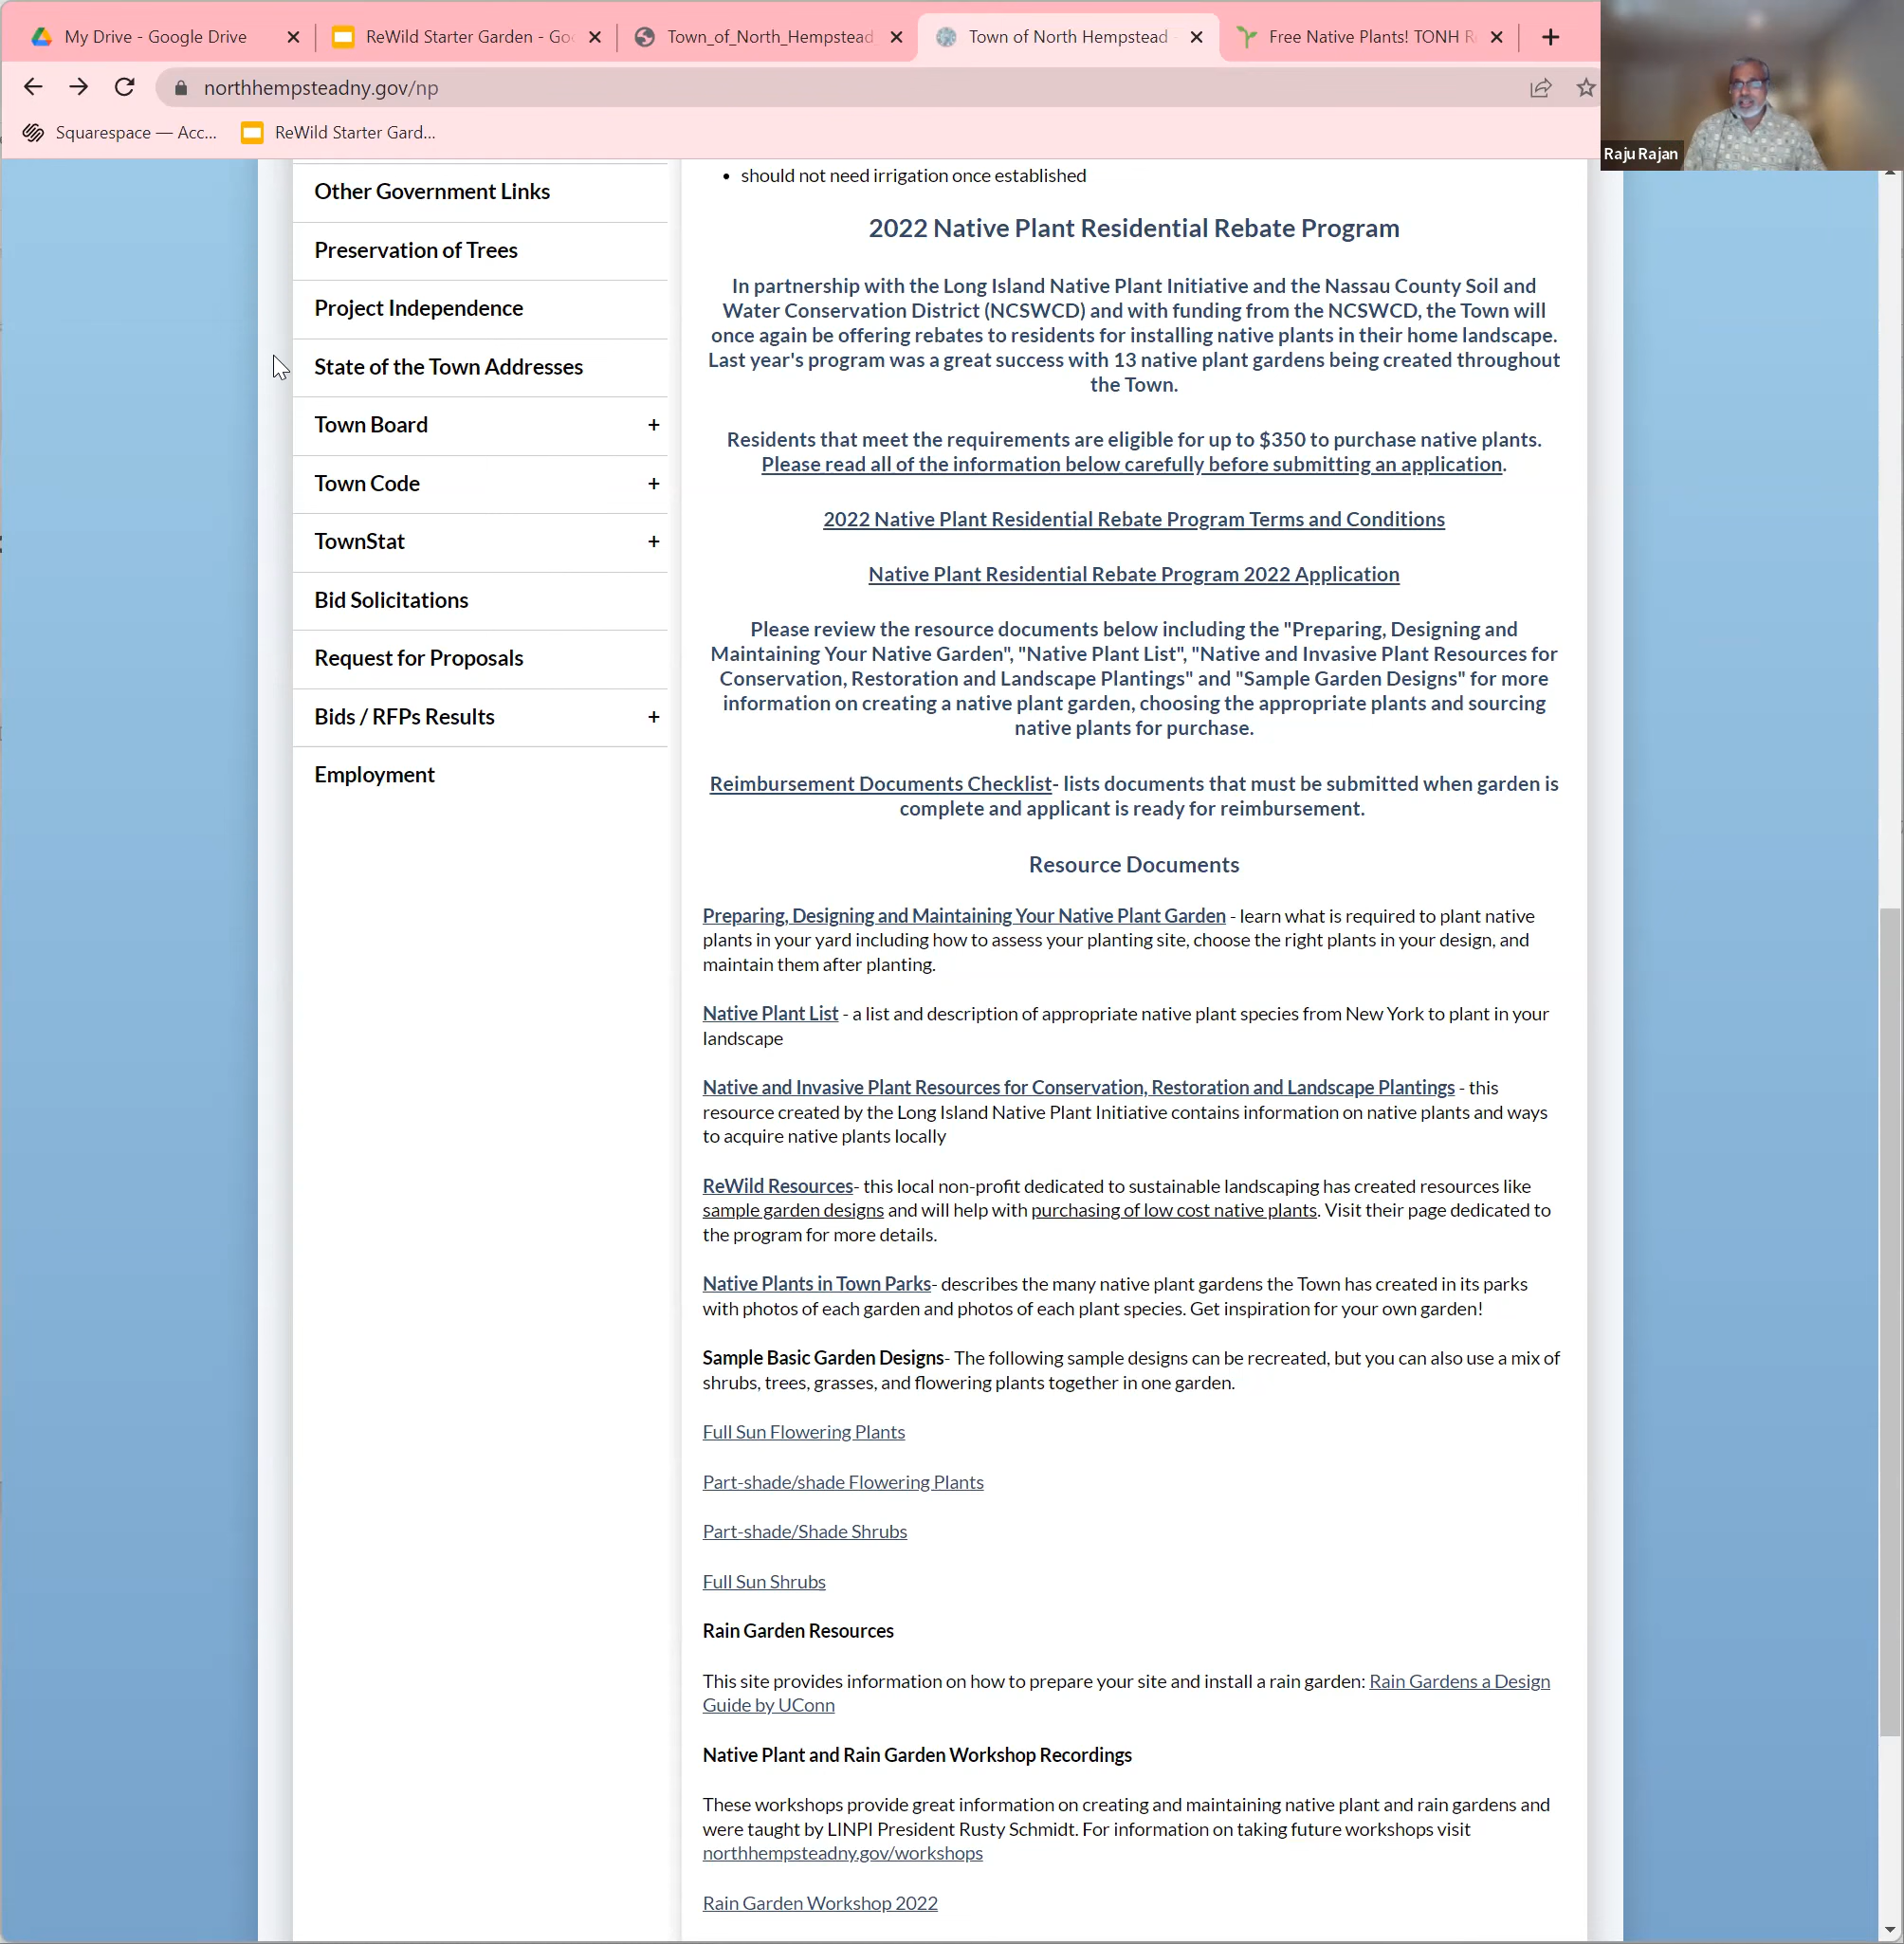 My Drive - Google Drive
ReWild Starter Garden - Go
Town_of_North_Hempstead
Town of North Hempstead -
Free Native Plants! TONH R
northhempsteadny.gov/np
Squarespace — Acc...
ReWild Starter Gard...
Raju Rajan
Other Government Links
Preservation of Trees
Project Independence
State of the Town Addresses
Town Board +
Town Code +
TownStat +
Bid Solicitations
Request for Proposals
Bids / RFPs Results +
Employment
• should not need irrigation once established
2022 Native Plant Residential Rebate Program
In partnership with the Long Island Native Plant Initiative and the Nassau County Soil and
Water Conservation District (NCSWCD) and with funding from the NCSWCD, the Town will
once again be offering rebates to residents for installing native plants in their home landscape.
Last year's program was a great success with 13 native plant gardens being created throughout
the Town.
Residents that meet the requirements are eligible for up to $350 to purchase native plants.
Please read all of the information below carefully before submitting an application.
2022 Native Plant Residential Rebate Program Terms and Conditions
Native Plant Residential Rebate Program 2022 Application
Please review the resource documents below including the "Preparing, Designing and
Maintaining Your Native Garden", "Native Plant List", "Native and Invasive Plant Resources for
Conservation, Restoration and Landscape Plantings" and "Sample Garden Designs" for more
information on creating a native plant garden, choosing the appropriate plants and sourcing
native plants for purchase.
Reimbursement Documents Checklist- lists documents that must be submitted when garden is
complete and applicant is ready for reimbursement.
Resource Documents
Preparing, Designing and Maintaining Your Native Plant Garden - learn what is required to plant native
plants in your yard including how to assess your planting site, choose the right plants in your design, and
maintain them after planting.
Native Plant List - a list and description of appropriate native plant species from New York to plant in your
landscape
Native and Invasive Plant Resources for Conservation, Restoration and Landscape Plantings - this
resource created by the Long Island Native Plant Initiative contains information on native plants and ways
to acquire native plants locally
ReWild Resources- this local non-profit dedicated to sustainable landscaping has created resources like
sample garden designs and will help with purchasing of low cost native plants. Visit their page dedicated to
the program for more details.
Native Plants in Town Parks- describes the many native plant gardens the Town has created in its parks
with photos of each garden and photos of each plant species. Get inspiration for your own garden!
Sample Basic Garden Designs- The following sample designs can be recreated, but you can also use a mix of
shrubs, trees, grasses, and flowering plants together in one garden.
Full Sun Flowering Plants
Part-shade/shade Flowering Plants
Part-shade/Shade Shrubs
Full Sun Shrubs
Rain Garden Resources
This site provides information on how to prepare your site and install a rain garden: Rain Gardens a Design
Guide by UConn
Native Plant and Rain Garden Workshop Recordings
These workshops provide great information on creating and maintaining native plant and rain gardens and
were taught by LINPI President Rusty Schmidt. For information on taking future workshops visit
northhempsteadny.gov/workshops
Rain Garden Workshop 2022